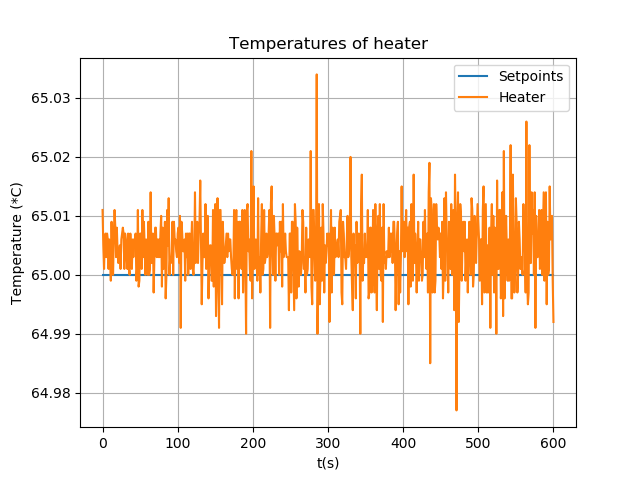 Temperatures of heater
Setpoints
Heater
65.03
65.02
65.01
65.00
64.99
64.98
Temperature (*C)
0 100 200 300 400 500 600
t(s)